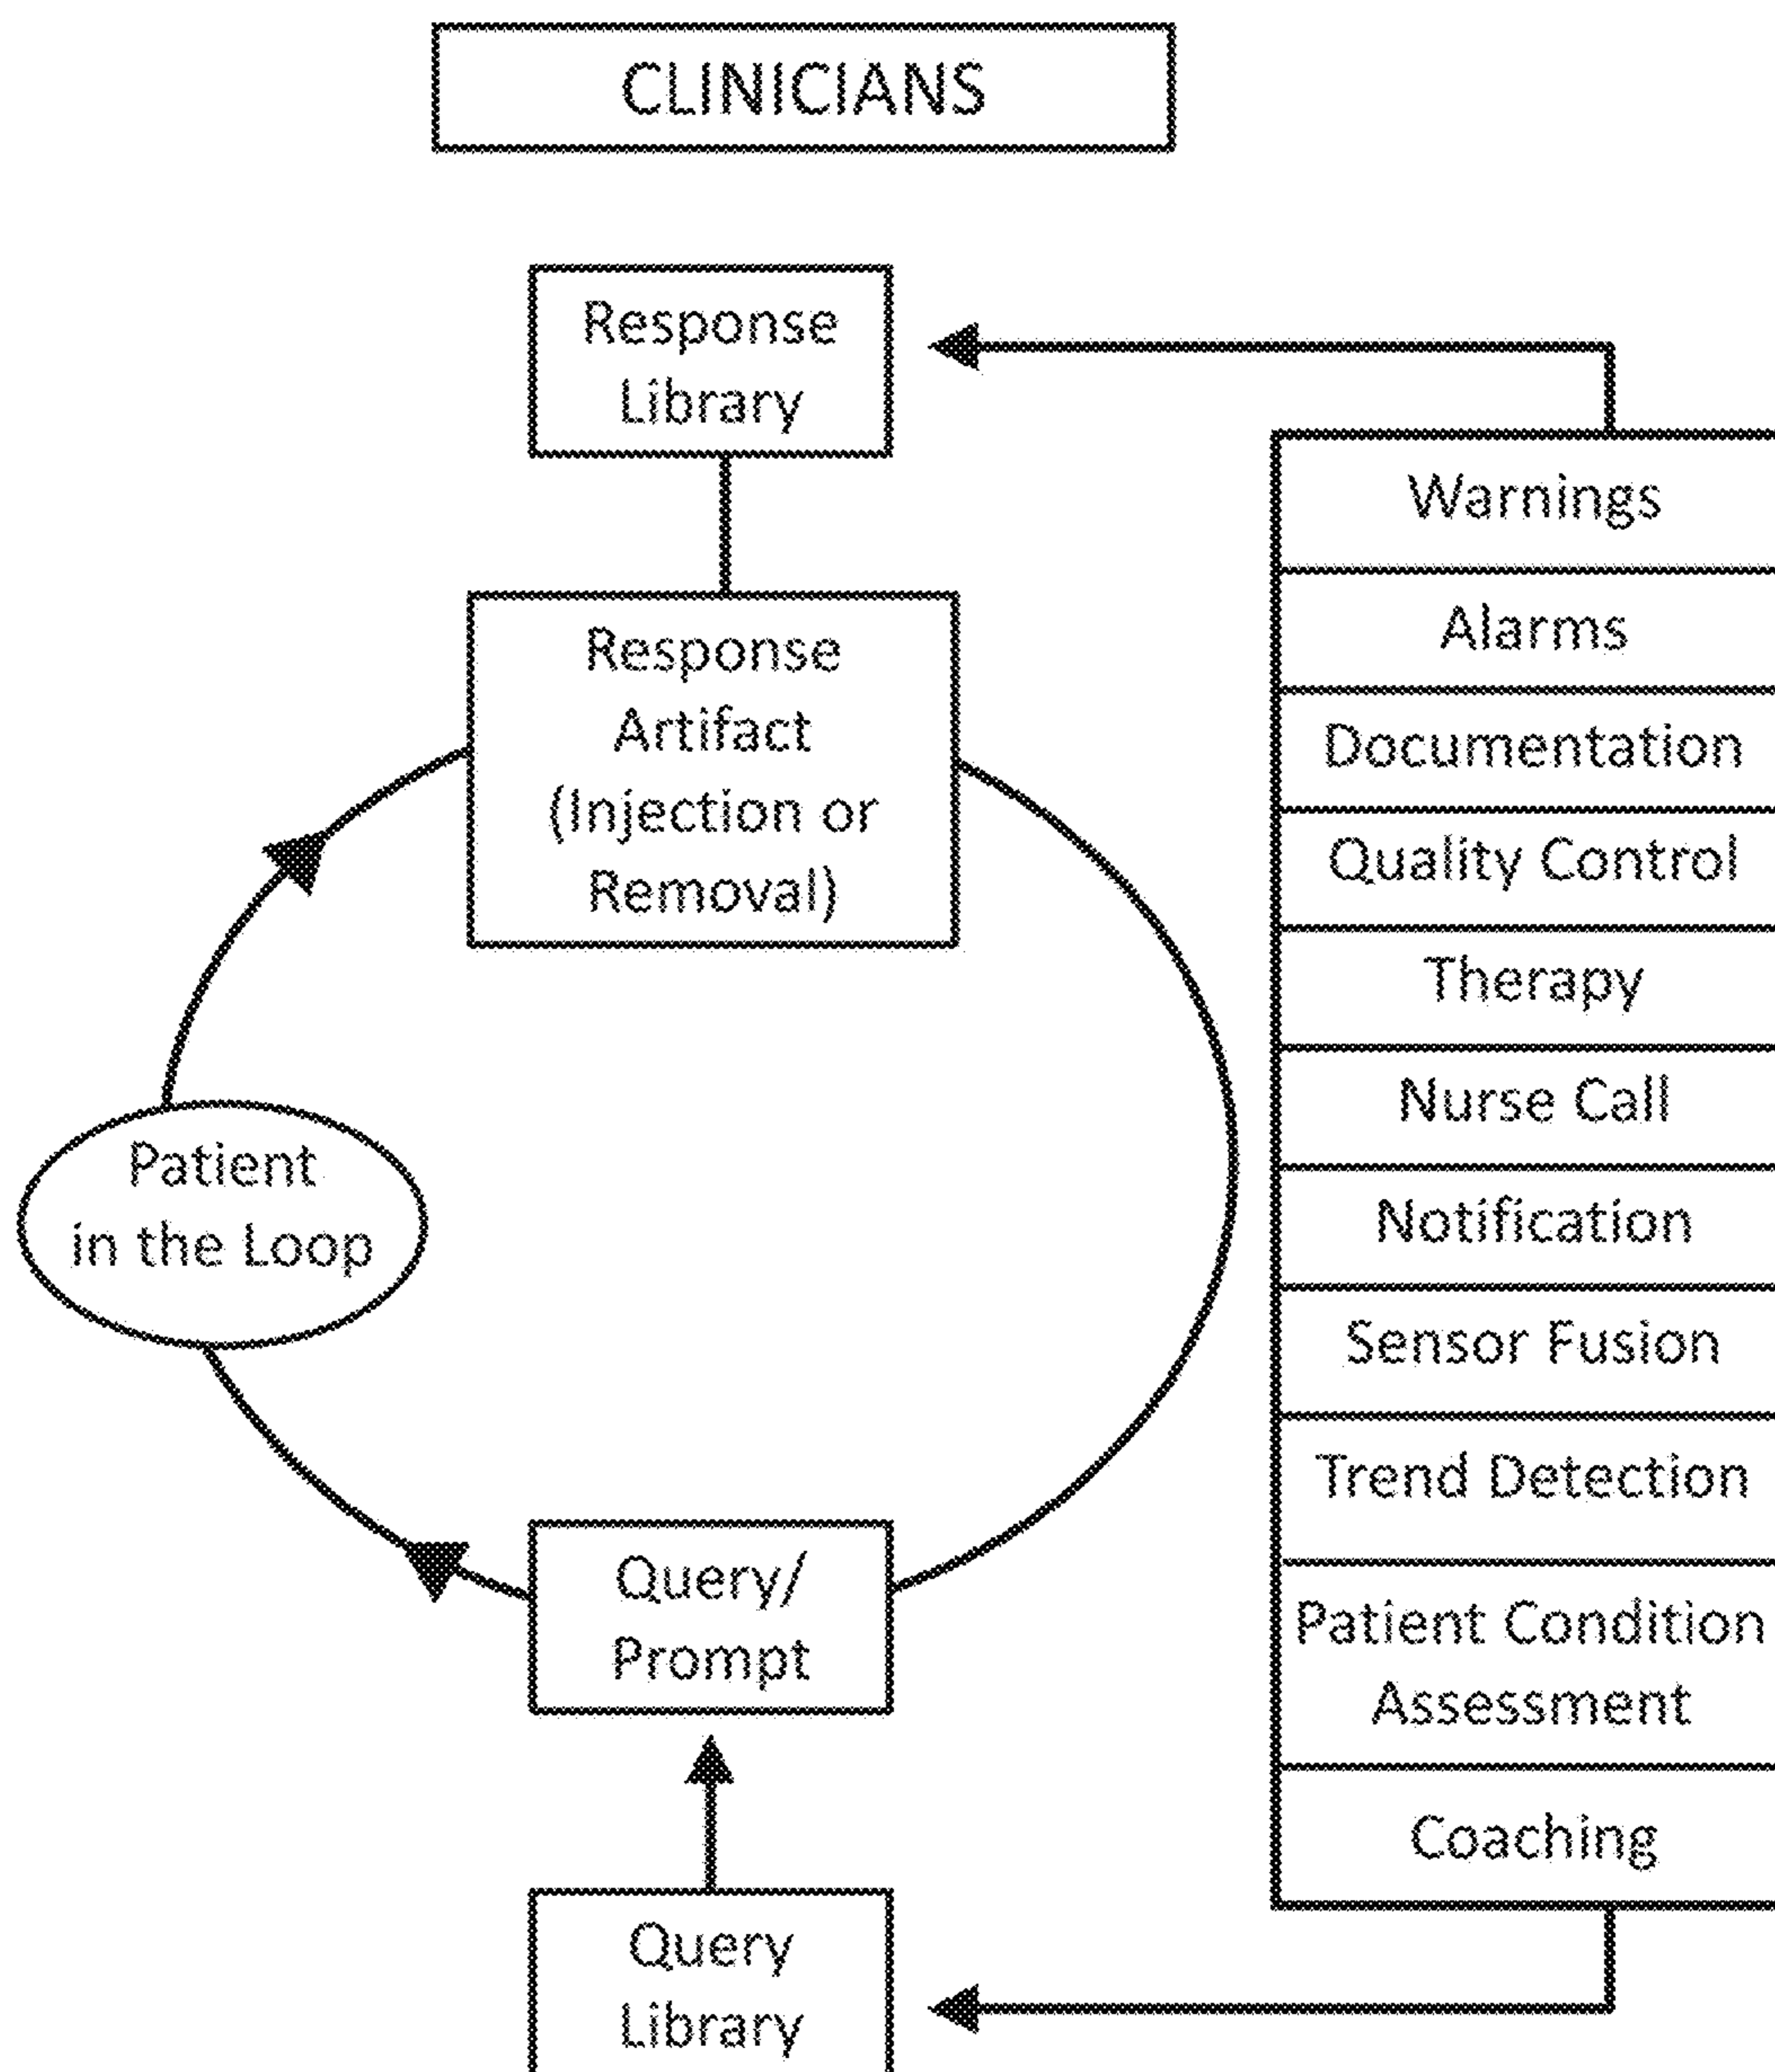 CLINICIANS
Response
Library
Response
Artifact
(Injection or
Removal)
Patient
in the Loop
Query/
Prompt
Query
Library
Warnings
Alarms
Documentation
Quality Control
Therapy
Nurse Call
Notification
Sensor Fusion
Trend Detection
Patient Condition
Assessment
Coaching